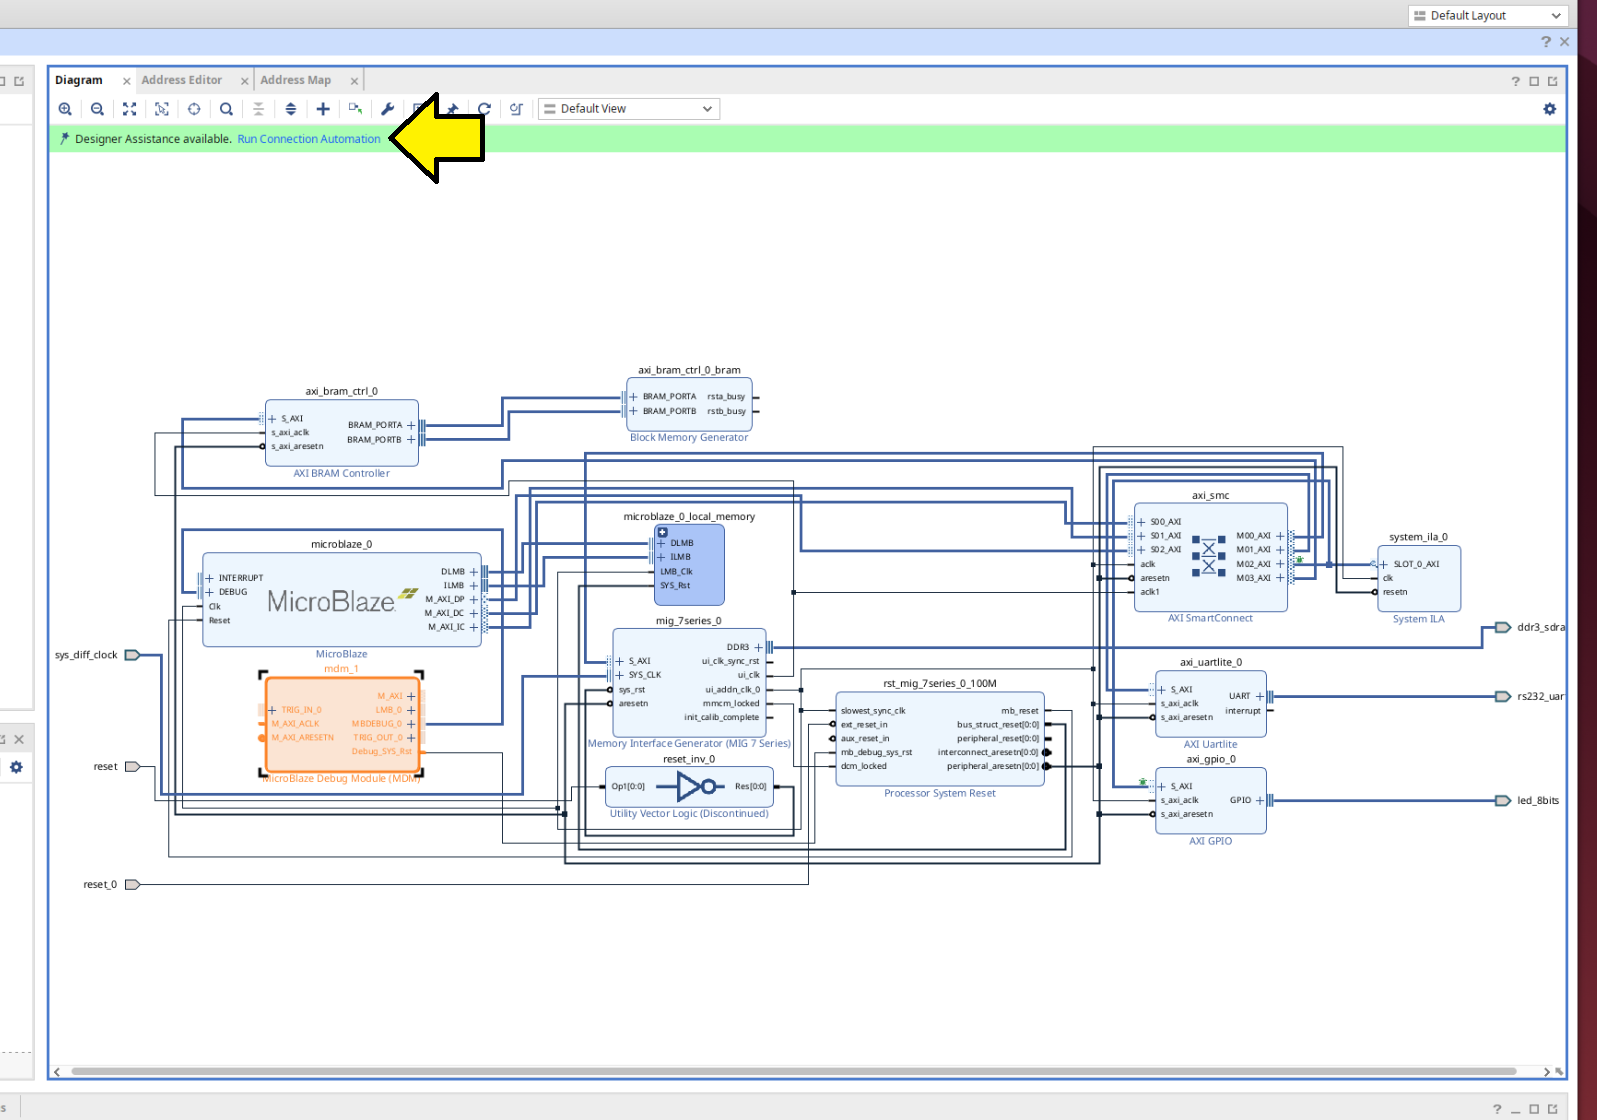 Default Layout
Diagram
Address Editor
Address Map
Default View
Designer Assistance available. Run Connection Automation
axi_bram_ctrl_0
S_AXI
s_axi_aclk
s_axi_aresetn
BRAM_PORTA
BRAM_PORTB
AXI BRAM Controller
axi_bram_ctrl_0_bram
BRAM_PORTA rsta_busy
BRAM_PORTB rstb_busy
Block Memory Generator
microblaze_0
INTERRUPT
DEBUG
Clk
Reset
MicroBlaze
DLMB
ILMB
M_AXI_DP
M_AXI_DC
M_AXI_IC
MicroBlaze
microblaze_0_local_memory
DLMB
ILMB
LMB_Clk
SYS_Rst
axi_smc
S00_AXI
S01_AXI
S02_AXI
aclk
aresetn
aclk1
M00_AXI
M01_AXI
M02_AXI
M03_AXI
AXI SmartConnect
system_ila_0
SLOT_0_AXI
clk
resetn
System ILA
sys_diff_clock
mdm_1
TRIG_IN_0
M_AXI_ACLK
M_AXI_ARESETN
M_AXI
LMB_0
MBDEBUG_0
TRIG_OUT_0
Debug_SYS_Rst
MicroBlaze Debug Module (MDM)
mig_7series_0
S_AXI
SYS_CLK
sys_rst
aresetn
DDR3
ui_clk_sync_rst
ui_clk
ui_addn_clk_0
mmcm_locked
init_calib_complete
Memory Interface Generator (MIG 7 Series)
rst_mig_7series_0_100M
slowest_sync_clk
ext_reset_in
aux_reset_in
mb_debug_sys_rst
dcm_locked
mb_reset
bus_struct_reset[0:0]
peripheral_reset[0:0]
interconnect_aresetn[0:0]
peripheral_aresetn[0:0]
Processor System Reset
ddr3_sdra
axi_uartlite_0
S_AXI
s_axi_aclk
s_axi_aresetn
UART
interrupt
AXI Uartlite
rs232_uar
reset
reset_inv_0
Op1[0:0] Res[0:0]
Utility Vector Logic (Discontinued)
axi_gpio_0
S_AXI
s_axi_aclk
s_axi_aresetn
GPIO
AXI GPIO
led_8bits
reset_0
s